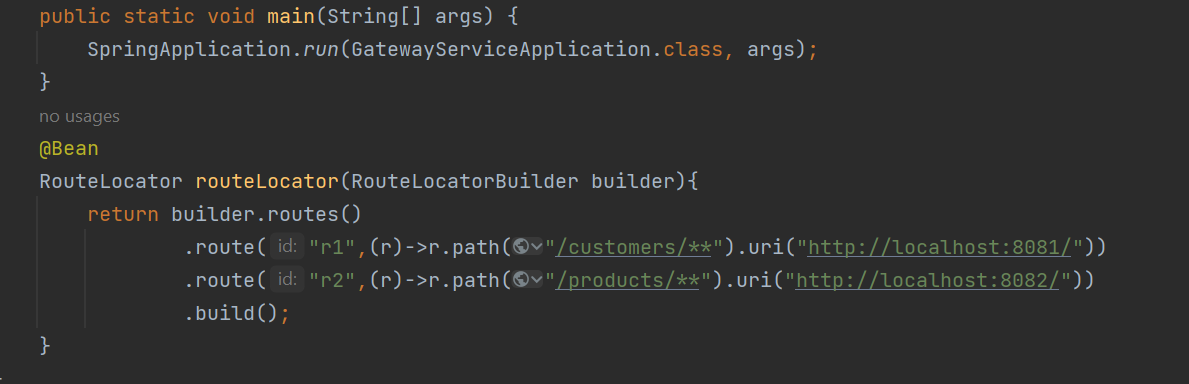 public static void main(String[] args) {
SpringApplication.run(GatewayServiceApplication.class, args);
}
no usages
@Bean
RouteLocator routeLocator(RouteLocatorBuilder builder){
return builder.routes()
.route( id: "r1",(r)->r.path("/customers/**").uri("http://localhost:8081/"))
.route( id: "r2",(r)->r.path("/products/**").uri("http://localhost:8082/"))
.build();
}